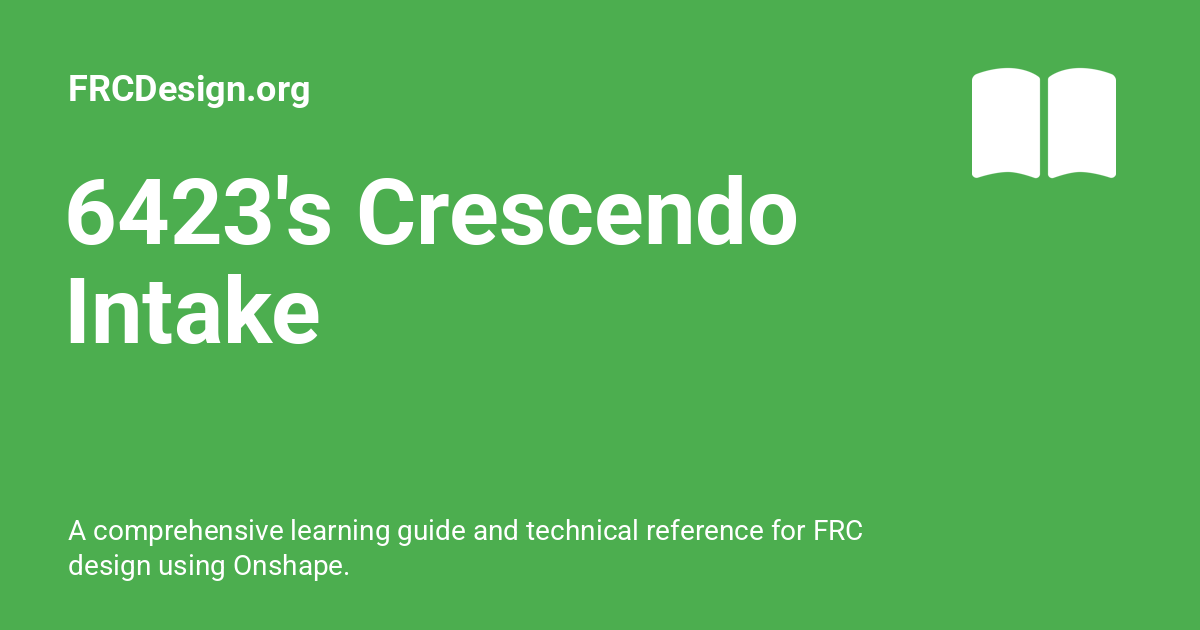 FRCDesign.org
6423's Crescendo
Intake
A comprehensive learning guide and technical reference for FRC
design using Onshape.